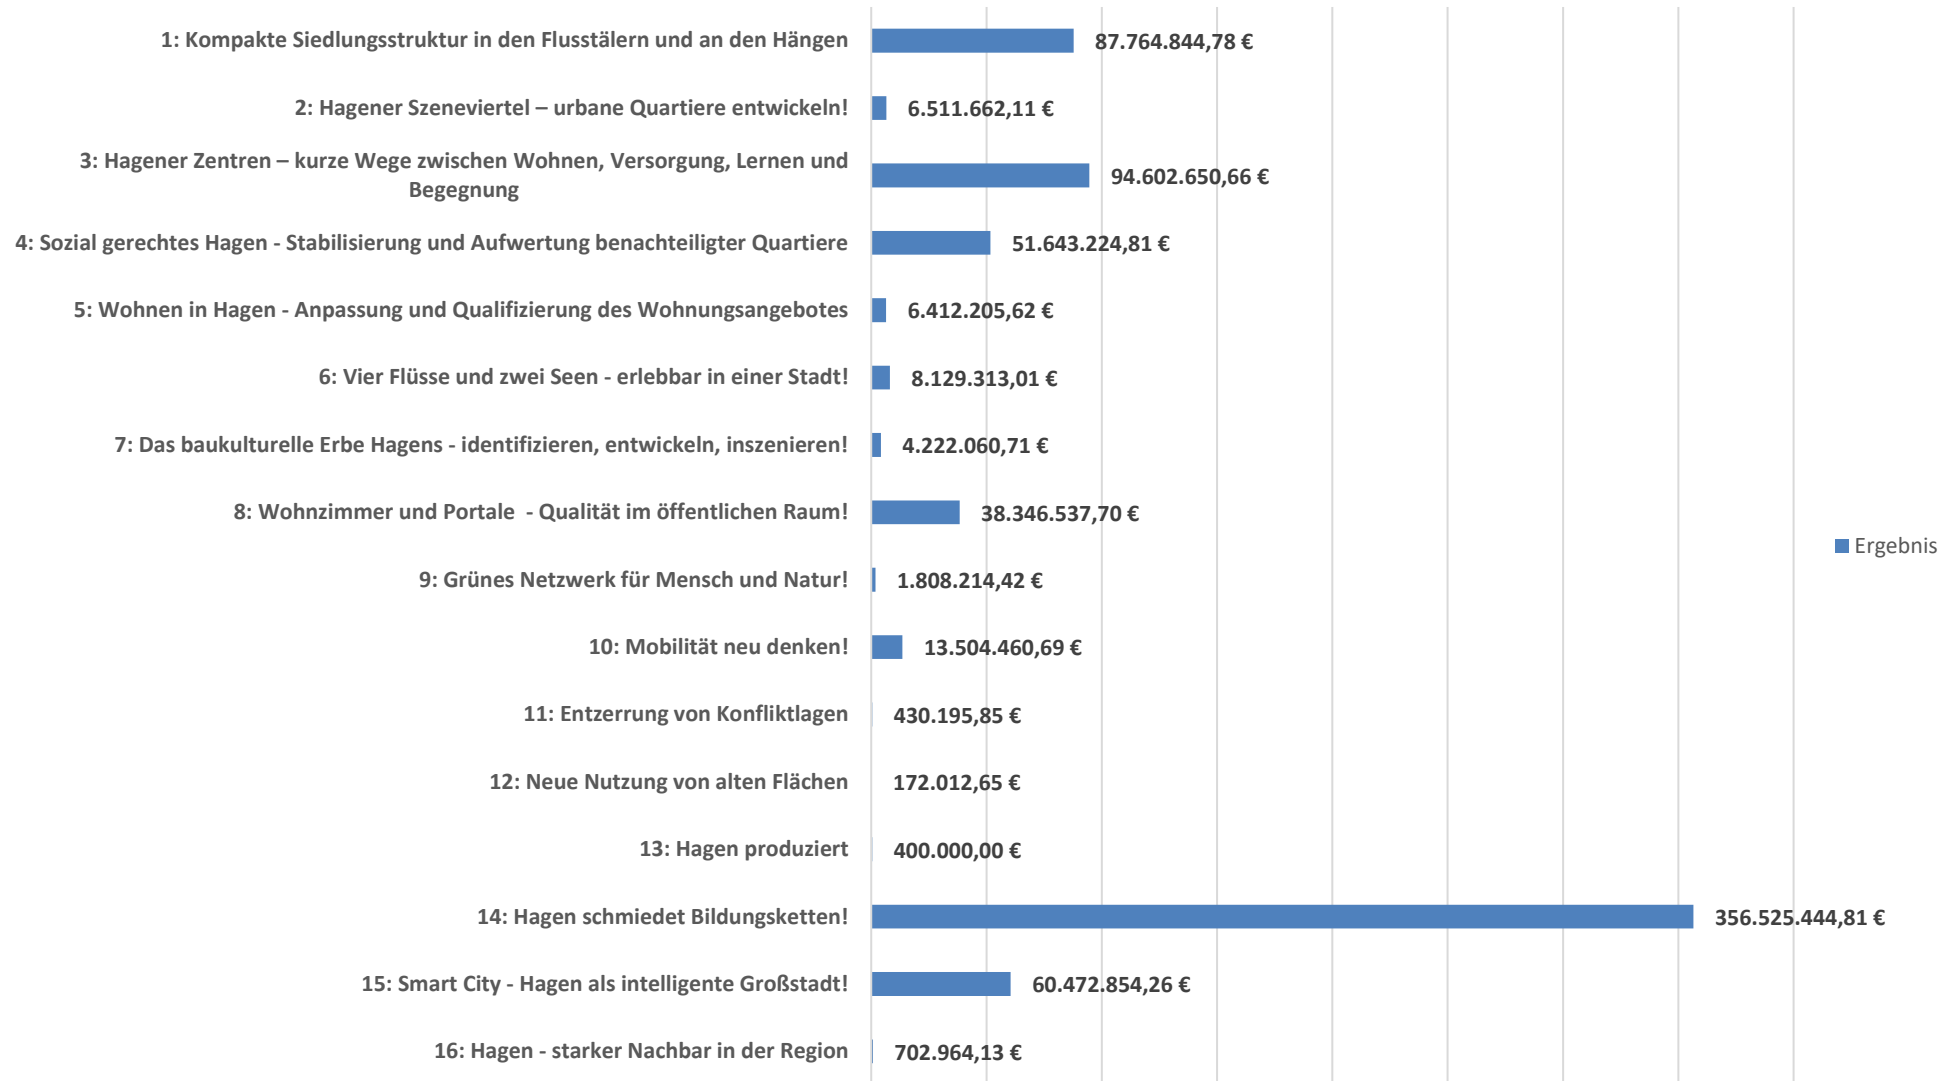 1: Kompakte Siedlungsstruktur in den Flusstälern und an den Hängen 87.764.844,78 €
2: Hagener Szeneviertel – urbane Quartiere entwickeln! 6.511.662,11 €
3: Hagener Zentren – kurze Wege zwischen Wohnen, Versorgung, Lernen und
Begegnung 94.602.650,66 €
4: Sozial gerechtes Hagen - Stabilisierung und Aufwertung benachteiligter Quartiere 51.643.224,81 €
5: Wohnen in Hagen - Anpassung und Qualifizierung des Wohnungsangebotes 6.412.205,62 €
6: Vier Flüsse und zwei Seen - erlebbar in einer Stadt! 8.129.313,01 €
7: Das baukulturelle Erbe Hagens - identifizieren, entwickeln, inszenieren! 4.222.060,71 €
8: Wohnzimmer und Portale  - Qualität im öffentlichen Raum! 38.346.537,70 €
Ergebnis
9: Grünes Netzwerk für Mensch und Natur! 1.808.214,42 €
10: Mobilität neu denken! 13.504.460,69 €
11: Entzerrung von Konfliktlagen 430.195,85 €
12: Neue Nutzung von alten Flächen 172.012,65 €
13: Hagen produziert 400.000,00 €
14: Hagen schmiedet Bildungsketten! 356.525.444,81 €
15: Smart City - Hagen als intelligente Großstadt! 60.472.854,26 €
16: Hagen - starker Nachbar in der Region 702.964,13 €